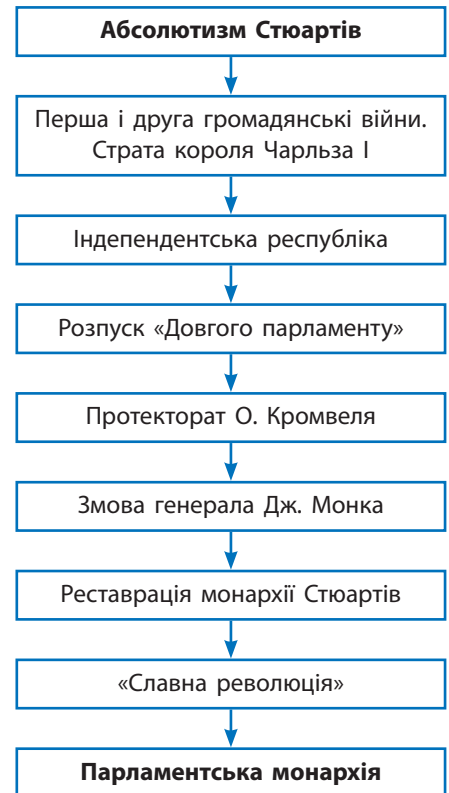 Абсолютизм Стюартів
Перша і друга громадянські війни.
Страта короля Чарльза І
Індепендентська республіка
Розпуск «Довгого парламенту»
Протекторат О. Кромвеля
Змова генерала Дж. Монка
Реставрація монархії Стюартів
«Славна революція»
Парламентська монархія